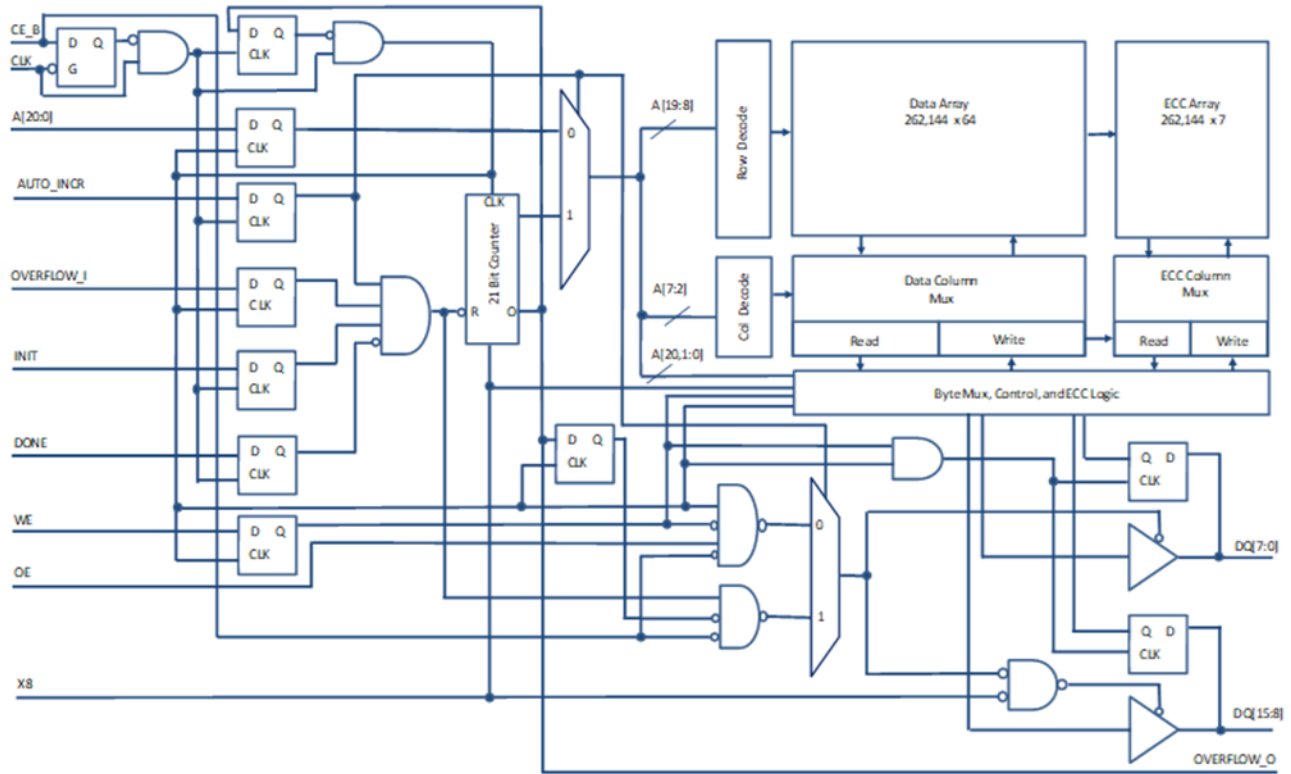 CE_B
D Q
G
CLK
D Q
CLK
A[20:0]
D Q
CLK
AUTO_INCR
D Q
CLK
OVERFLOW_I
D Q
CLK
INIT
D Q
CLK
DONE
D Q
CLK
WE
D Q
CLK
OE
X8
CLK
21 Bit Counter
R O
0
1
A[19:8]
Row Decode
Data Array
262,144 x 64
ECC Array
262,144 x 7
A[7:2]
Col Decode
Data Column
Mux
Read
Write
ECC Column
Mux
Read
Write
A[20,1:0]
Byte Mux, Control, and ECC Logic
D Q
CLK
0
1
Q D
CLK
DQ[7:0]
Q D
CLK
DQ[15:8]
OVERFLOW_O